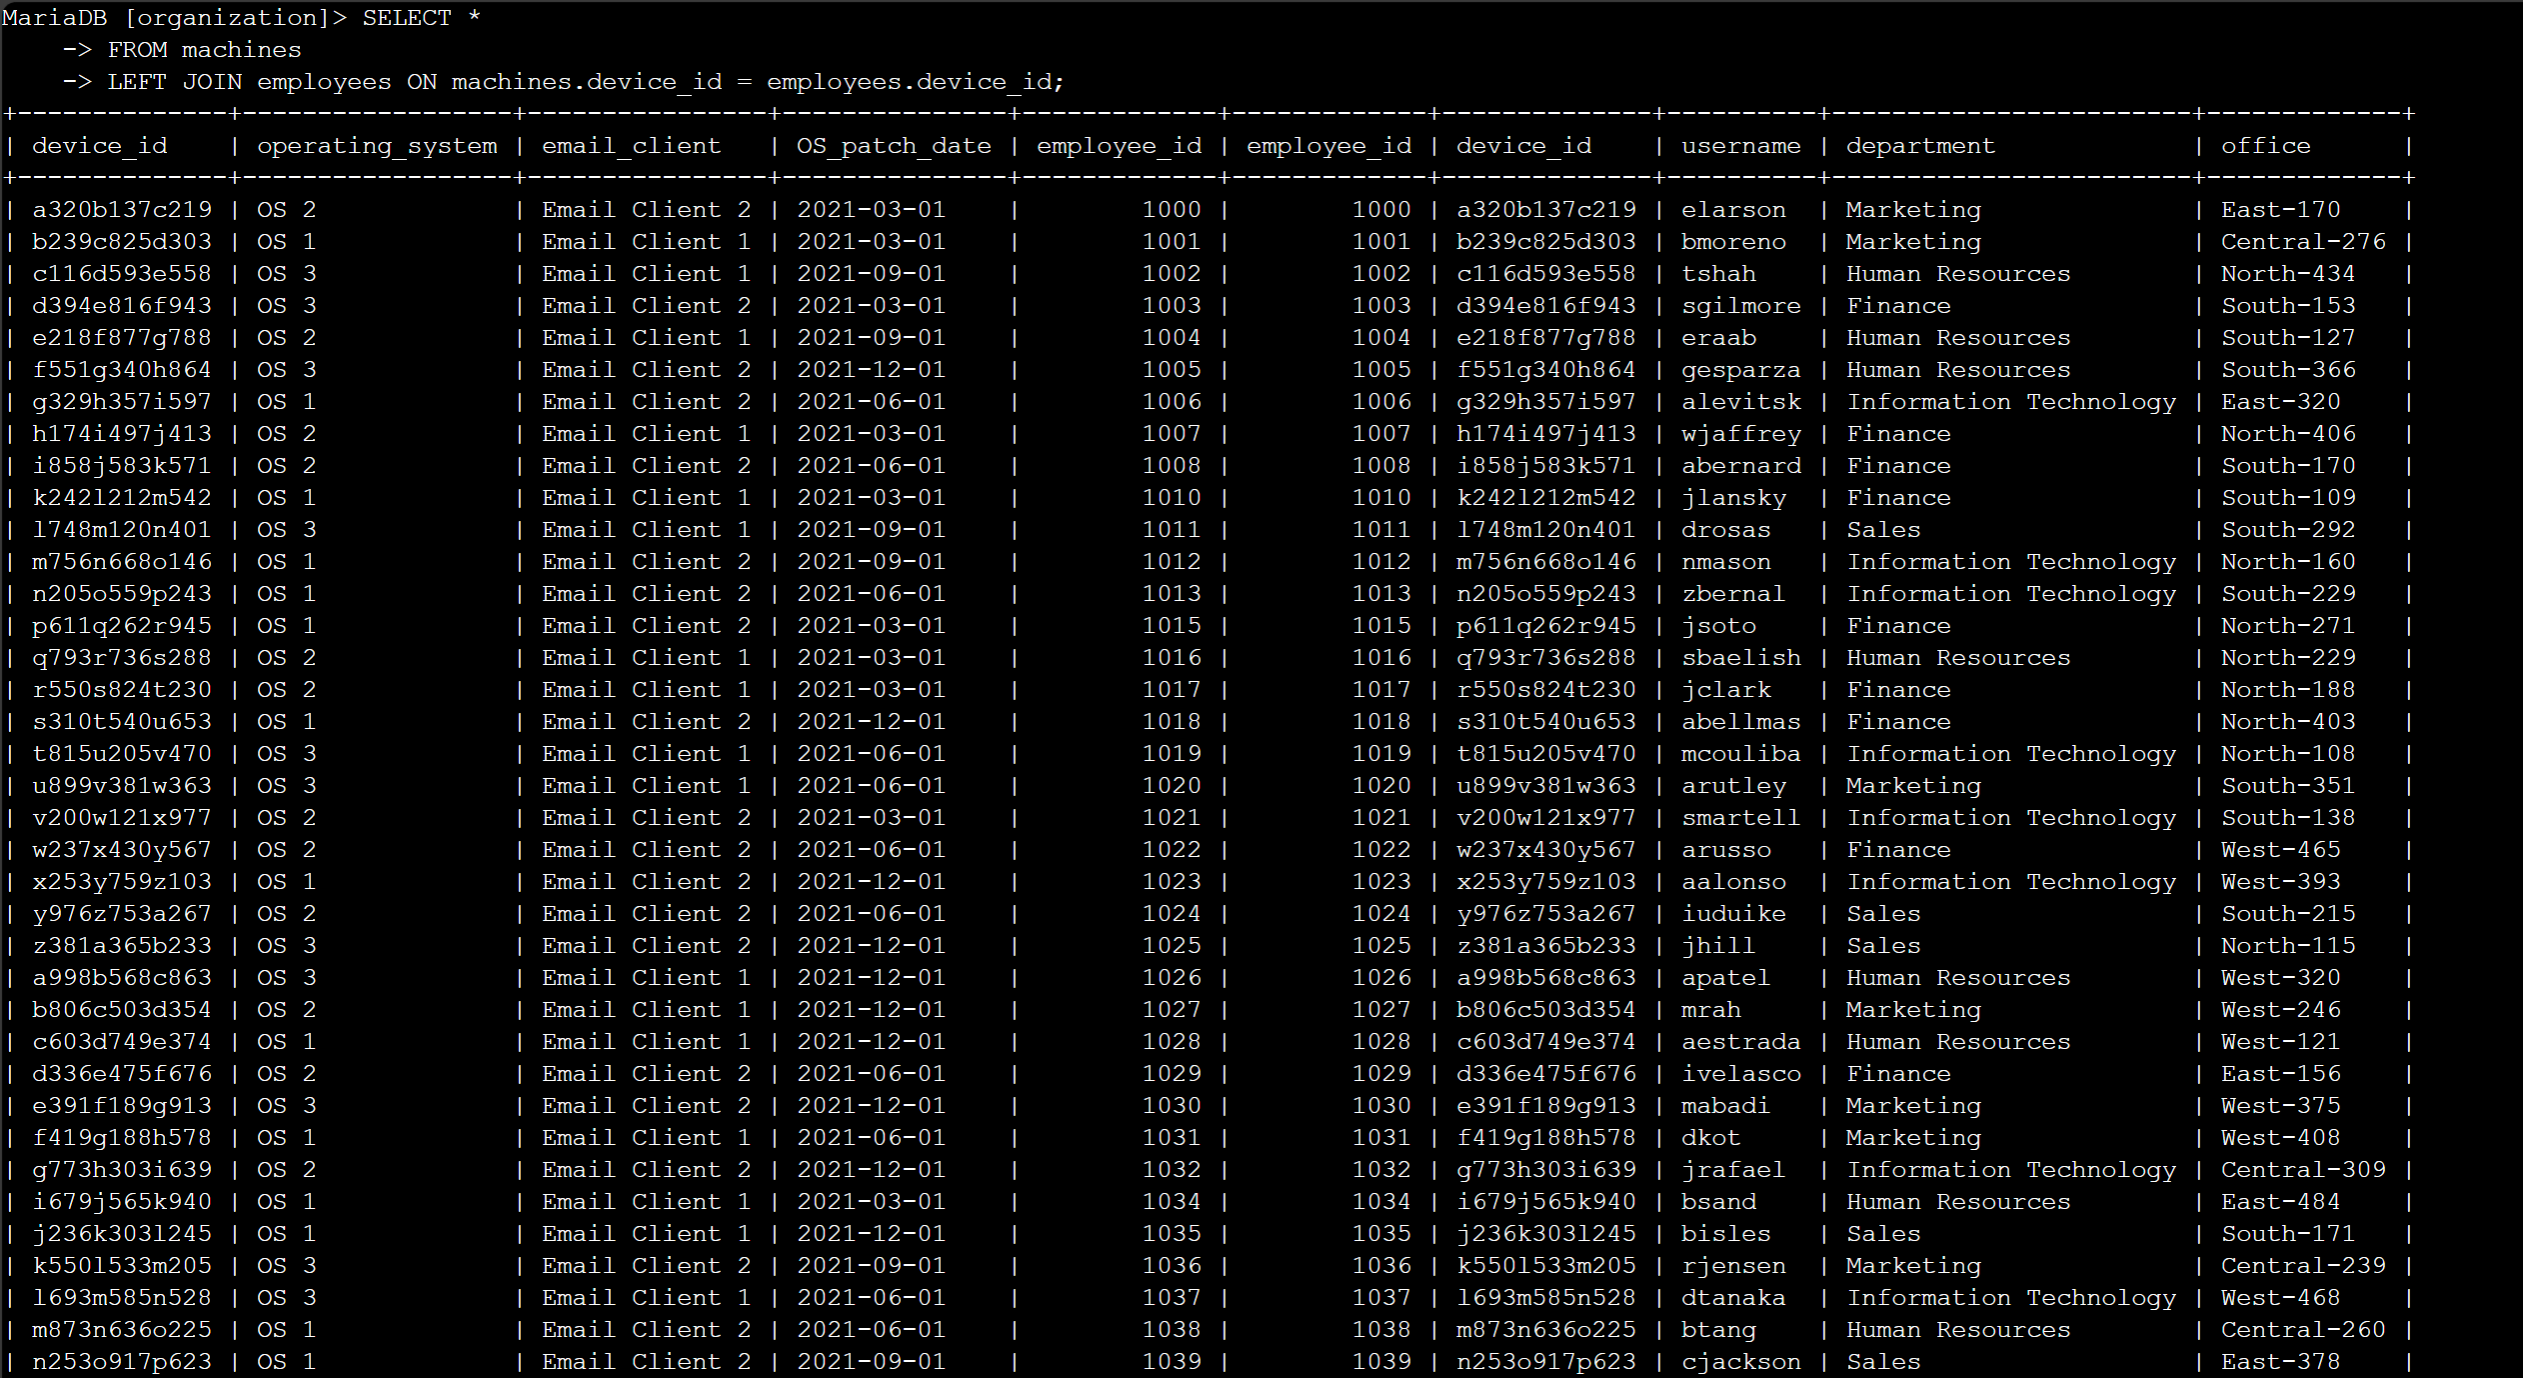 MariaDB [organization]> SELECT *
    -> FROM machines
    -> LEFT JOIN employees ON machines.device_id = employees.device_id;
+--------------+------------------+----------------+---------------+-------------+-------------+--------------+----------+------------------------+-------------+
| device_id    | operating_system | email_client   | OS_patch_date | employee_id | employee_id | device_id    | username | department             | office      |
+--------------+------------------+----------------+---------------+-------------+-------------+--------------+----------+------------------------+-------------+
| a320b137c219 | OS 2             | Email Client 2 | 2021-03-01    |        1000 |        1000 | a320b137c219 | elarson  | Marketing              | East-170    |
| b239c825d303 | OS 1             | Email Client 1 | 2021-03-01    |        1001 |        1001 | b239c825d303 | bmoreno  | Marketing              | Central-276 |
| c116d593e558 | OS 3             | Email Client 1 | 2021-09-01    |        1002 |        1002 | c116d593e558 | tshah    | Human Resources        | North-434   |
| d394e816f943 | OS 3             | Email Client 2 | 2021-03-01    |        1003 |        1003 | d394e816f943 | sgilmore | Finance                | South-153   |
| e218f877g788 | OS 2             | Email Client 1 | 2021-09-01    |        1004 |        1004 | e218f877g788 | eraab    | Human Resources        | South-127   |
| f551g340h864 | OS 3             | Email Client 2 | 2021-12-01    |        1005 |        1005 | f551g340h864 | gesparza | Human Resources        | South-366   |
| g329h357i597 | OS 1             | Email Client 2 | 2021-06-01    |        1006 |        1006 | g329h357i597 | alevitsk | Information Technology | East-320    |
| h174i497j413 | OS 2             | Email Client 1 | 2021-03-01    |        1007 |        1007 | h174i497j413 | wjaffrey | Finance                | North-406   |
| i858j583k571 | OS 2             | Email Client 2 | 2021-06-01    |        1008 |        1008 | i858j583k571 | abernard | Finance                | South-170   |
| k242l212m542 | OS 1             | Email Client 1 | 2021-03-01    |        1010 |        1010 | k242l212m542 | jlansky  | Finance                | South-109   |
| l748m120n401 | OS 3             | Email Client 1 | 2021-09-01    |        1011 |        1011 | l748m120n401 | drosas   | Sales                  | South-292   |
| m756n668o146 | OS 1             | Email Client 2 | 2021-09-01    |        1012 |        1012 | m756n668o146 | nmason   | Information Technology | North-160   |
| n205o559p243 | OS 1             | Email Client 2 | 2021-06-01    |        1013 |        1013 | n205o559p243 | zbernal  | Information Technology | South-229   |
| p611q262r945 | OS 1             | Email Client 2 | 2021-03-01    |        1015 |        1015 | p611q262r945 | jsoto    | Finance                | North-271   |
| q793r736s288 | OS 2             | Email Client 1 | 2021-03-01    |        1016 |        1016 | q793r736s288 | sbaelish | Human Resources        | North-229   |
| r550s824t230 | OS 2             | Email Client 1 | 2021-03-01    |        1017 |        1017 | r550s824t230 | jclark   | Finance                | North-188   |
| s310t540u653 | OS 1             | Email Client 2 | 2021-12-01    |        1018 |        1018 | s310t540u653 | abellmas | Finance                | North-403   |
| t815u205v470 | OS 3             | Email Client 1 | 2021-06-01    |        1019 |        1019 | t815u205v470 | mcouliba | Information Technology | North-108   |
| u899v381w363 | OS 3             | Email Client 1 | 2021-06-01    |        1020 |        1020 | u899v381w363 | arutley  | Marketing              | South-351   |
| v200w121x977 | OS 2             | Email Client 2 | 2021-03-01    |        1021 |        1021 | v200w121x977 | smartell | Information Technology | South-138   |
| w237x430y567 | OS 2             | Email Client 2 | 2021-06-01    |        1022 |        1022 | w237x430y567 | arusso   | Finance                | West-465    |
| x253y759z103 | OS 1             | Email Client 2 | 2021-12-01    |        1023 |        1023 | x253y759z103 | aalonso  | Information Technology | West-393    |
| y976z753a267 | OS 2             | Email Client 2 | 2021-06-01    |        1024 |        1024 | y976z753a267 | iuduike  | Sales                  | South-215   |
| z381a365b233 | OS 3             | Email Client 2 | 2021-12-01    |        1025 |        1025 | z381a365b233 | jhill    | Sales                  | North-115   |
| a998b568c863 | OS 3             | Email Client 1 | 2021-12-01    |        1026 |        1026 | a998b568c863 | apatel   | Human Resources        | West-320    |
| b806c503d354 | OS 2             | Email Client 1 | 2021-12-01    |        1027 |        1027 | b806c503d354 | mrah     | Marketing              | West-246    |
| c603d749e374 | OS 1             | Email Client 1 | 2021-12-01    |        1028 |        1028 | c603d749e374 | aestrada | Human Resources        | West-121    |
| d336e475f676 | OS 2             | Email Client 2 | 2021-06-01    |        1029 |        1029 | d336e475f676 | ivelasco | Finance                | East-156    |
| e391f189g913 | OS 3             | Email Client 2 | 2021-12-01    |        1030 |        1030 | e391f189g913 | mabadi   | Marketing              | West-375    |
| f419g188h578 | OS 1             | Email Client 1 | 2021-06-01    |        1031 |        1031 | f419g188h578 | dkot     | Marketing              | West-408    |
| g773h303i639 | OS 2             | Email Client 2 | 2021-12-01    |        1032 |        1032 | g773h303i639 | jrafael  | Information Technology | Central-309 |
| i679j565k940 | OS 1             | Email Client 1 | 2021-03-01    |        1034 |        1034 | i679j565k940 | bsand    | Human Resources        | East-484    |
| j236k303l245 | OS 1             | Email Client 1 | 2021-12-01    |        1035 |        1035 | j236k303l245 | bisles   | Sales                  | South-171   |
| k550l533m205 | OS 3             | Email Client 2 | 2021-09-01    |        1036 |        1036 | k550l533m205 | rjensen  | Marketing              | Central-239 |
| l693m585n528 | OS 3             | Email Client 1 | 2021-06-01    |        1037 |        1037 | l693m585n528 | dtanaka  | Information Technology | West-468    |
| m873n636o225 | OS 1             | Email Client 2 | 2021-06-01    |        1038 |        1038 | m873n636o225 | btang    | Human Resources        | Central-260 |
| n253o917p623 | OS 1             | Email Client 2 | 2021-09-01    |        1039 |        1039 | n253o917p623 | cjackson | Sales                  | East-378    |